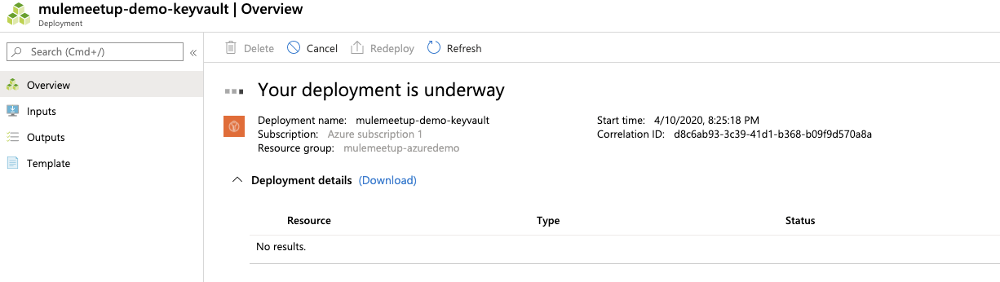 mulemeetup-demo-keyvault | Overview
Deployment
Search (Cmd+/)
«
Delete
Cancel
Redeploy
Refresh
Overview
Inputs
Outputs
Template
Your deployment is underway
Deployment name: mulemeetup-demo-keyvault
Subscription: Azure subscription 1
Resource group: mulemeetup-azuredemo
Start time: 4/10/2020, 8:25:18 PM
Correlation ID: d8c6ab93-3c39-41d1-b368-b09f9d570a8a
Deployment details (Download)
Resource Type Status
No results.